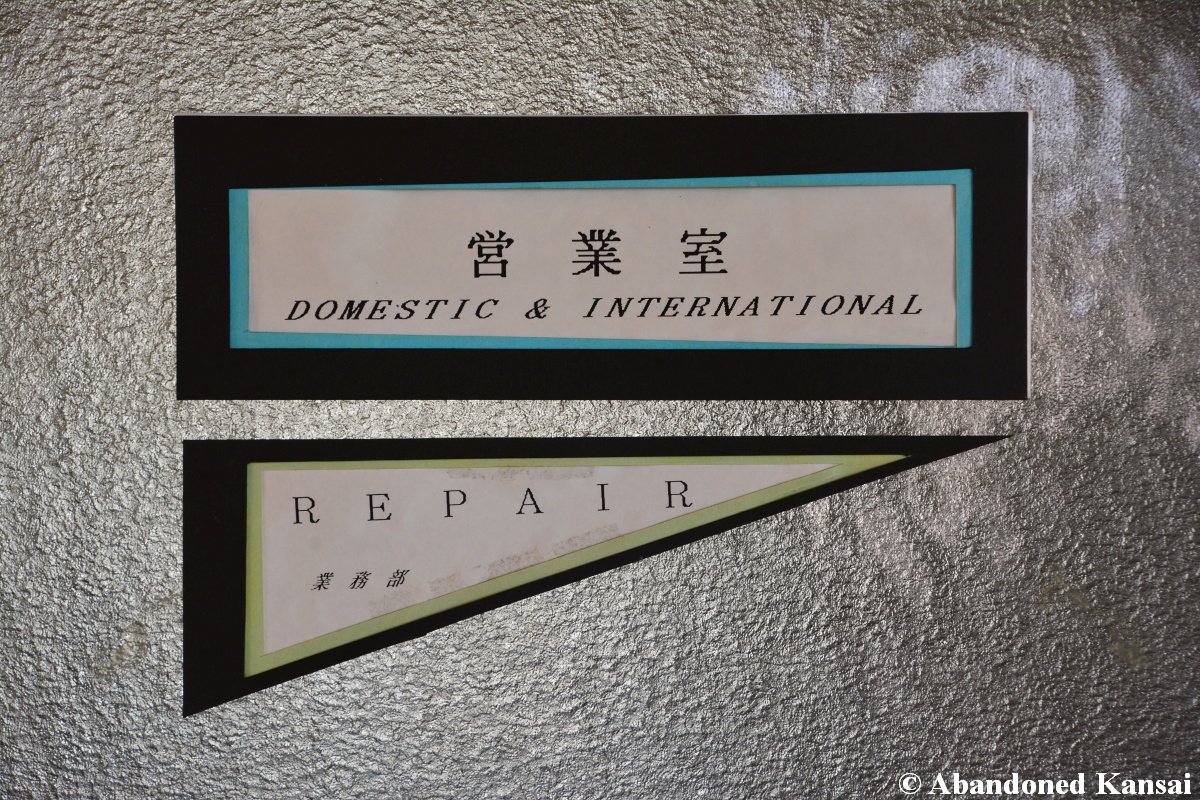 営業室
DOMESTIC & INTERNATIONAL
REPAIR
業務部
© Abandoned Kansai